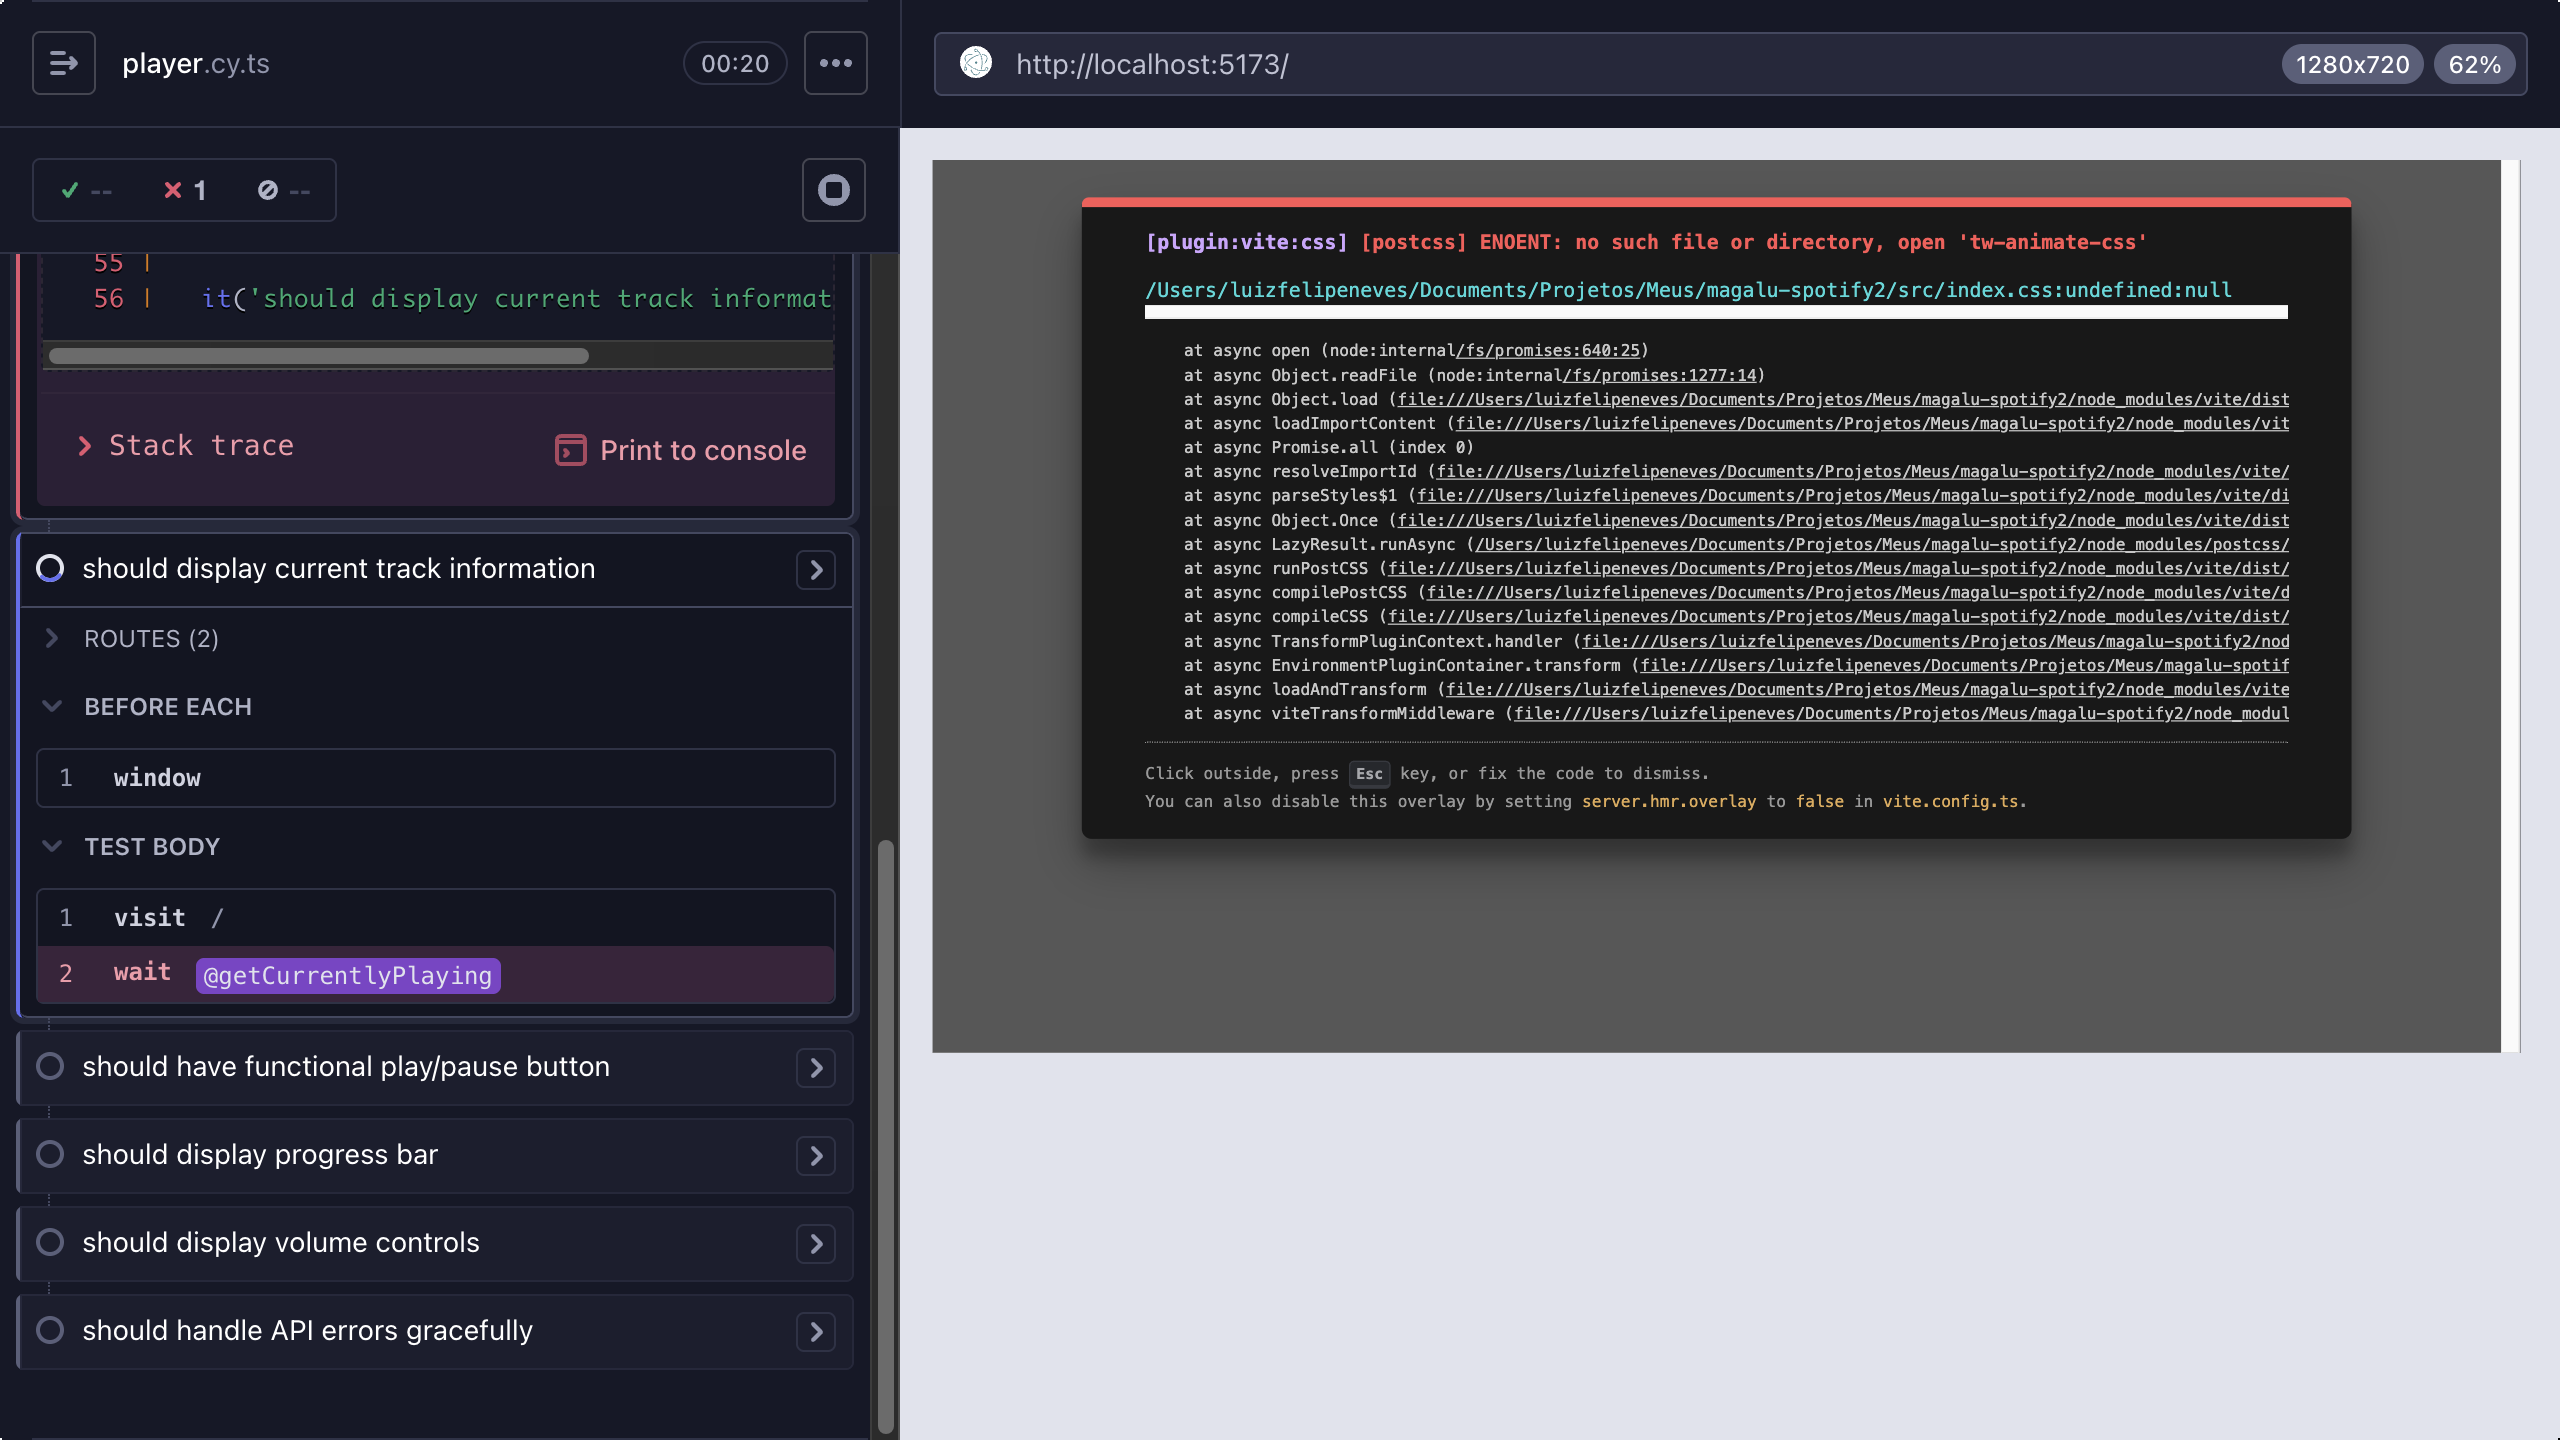 player.cy.ts
00:20
-- 1 --
55 |
56 | it('should display current track informat
Stack trace
Print to console
should display current track information
ROUTES (2)
BEFORE EACH
1 window
TEST BODY
1 visit /
2 wait @getCurrentlyPlaying
should have functional play/pause button
should display progress bar
should display volume controls
should handle API errors gracefully
http://localhost:5173/
1280x720
62%
[plugin:vite:css] [postcss] ENOENT: no such file or directory, open 'tw-animate-css'
/Users/luizfelipeneves/Documents/Projetos/Meus/magalu-spotify2/src/index.css:undefined:null
at async open (node:internal/fs/promises:640:25)
at async Object.readFile (node:internal/fs/promises:1277:14)
at async Object.load (file:///Users/luizfelipeneves/Documents/Projetos/Meus/magalu-spotify2/node_modules/vite/dist
at async loadImportContent (file:///Users/luizfelipeneves/Documents/Projetos/Meus/magalu-spotify2/node_modules/vit
at async Promise.all (index 0)
at async resolveImportId (file:///Users/luizfelipeneves/Documents/Projetos/Meus/magalu-spotify2/node_modules/vite/
at async parseStyles$1 (file:///Users/luizfelipeneves/Documents/Projetos/Meus/magalu-spotify2/node_modules/vite/di
at async Object.Once (file:///Users/luizfelipeneves/Documents/Projetos/Meus/magalu-spotify2/node_modules/vite/dist
at async LazyResult.runAsync (/Users/luizfelipeneves/Documents/Projetos/Meus/magalu-spotify2/node_modules/postcss/
at async runPostCSS (file:///Users/luizfelipeneves/Documents/Projetos/Meus/magalu-spotify2/node_modules/vite/dist/
at async compilePostCSS (file:///Users/luizfelipeneves/Documents/Projetos/Meus/magalu-spotify2/node_modules/vite/d
at async compileCSS (file:///Users/luizfelipeneves/Documents/Projetos/Meus/magalu-spotify2/node_modules/vite/dist/
at async TransformPluginContext.handler (file:///Users/luizfelipeneves/Documents/Projetos/Meus/magalu-spotify2/nod
at async EnvironmentPluginContainer.transform (file:///Users/luizfelipeneves/Documents/Projetos/Meus/magalu-spotif
at async loadAndTransform (file:///Users/luizfelipeneves/Documents/Projetos/Meus/magalu-spotify2/node_modules/vite
at async viteTransformMiddleware (file:///Users/luizfelipeneves/Documents/Projetos/Meus/magalu-spotify2/node_modul
Click outside, press Esc key, or fix the code to dismiss.
You can also disable this overlay by setting server.hmr.overlay to false in vite.config.ts.